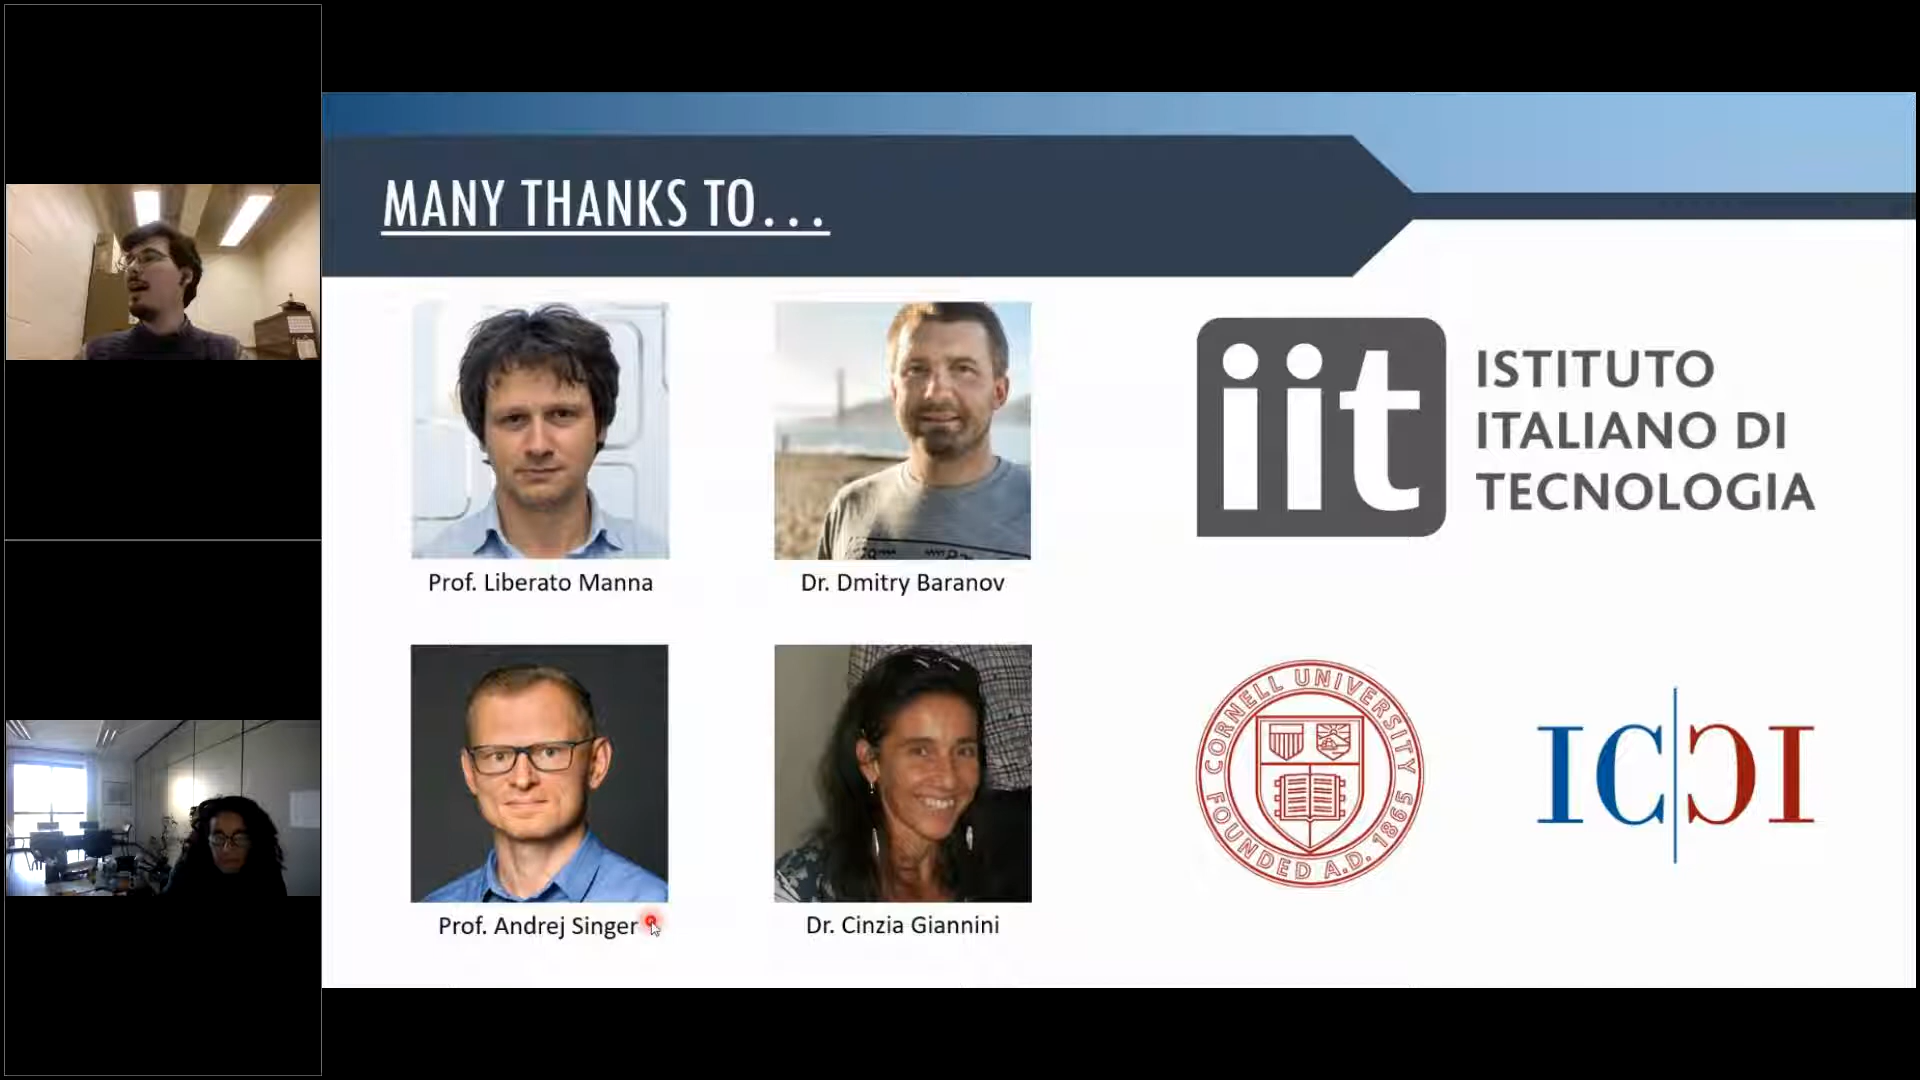 MANY THANKS TO...
Prof. Liberato Manna
Dr. Dmitry Baranov
Prof. Andrej Singer
Dr. Cinzia Giannini
iit
ISTITUTO
ITALIANO DI
TECNOLOGIA
CORNELL UNIVERSITY
FOUNDED A.D. 1865
IC|ƆI